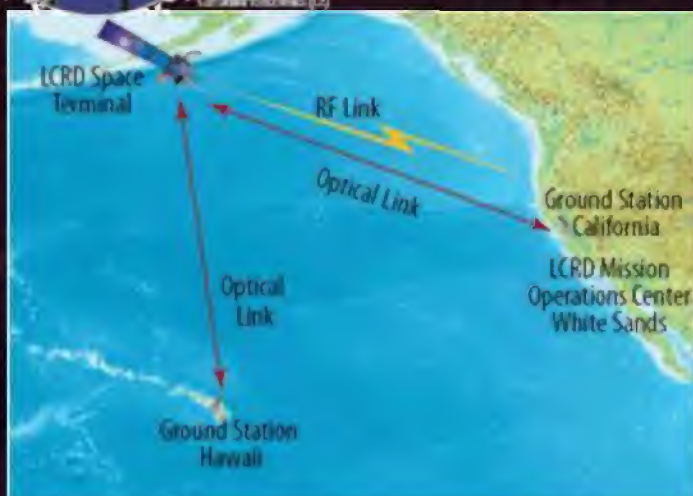 LCRD Space
Terminal
RF Link
Optical Link
Ground Station
California
LCRD Mission
Operations Center
White Sands
Optical
Link
Ground Station
Hawaii